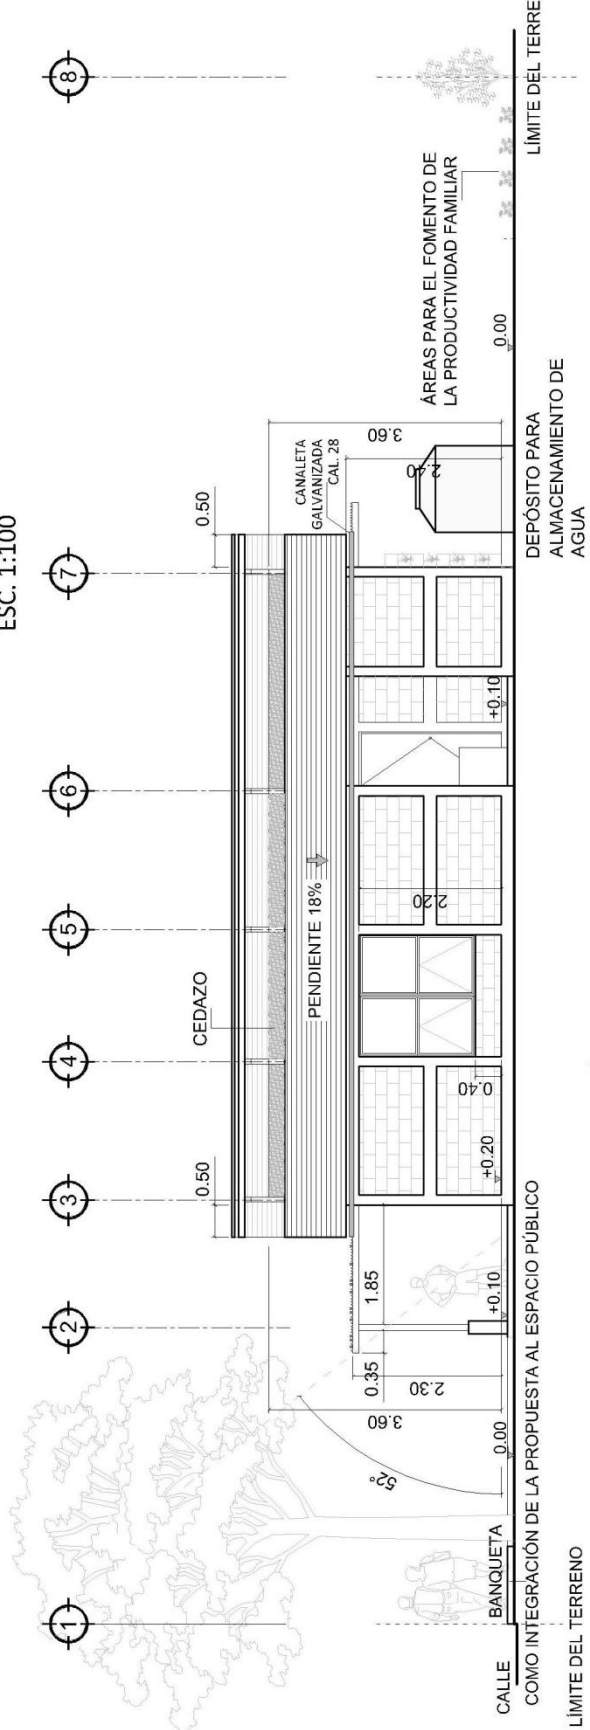 ESC. 1:100
1
2
3
4
5
6
7
8
0.50
0.50
CEDAZO
PENDIENTE 18%
CANALETA
GALVANIZADA
CAL. 28
3.60
2.40
ÁREAS PARA EL FOMENTO DE
LA PRODUCTIVIDAD FAMILIAR
52°
3.60
2.30
0.35
1.85
0.40
2.20
0.00
+0.10
+0.20
+0.10
0.00
CALLE
BANQUETA
COMO INTEGRACIÓN DE LA PROPUESTA AL ESPACIO PÚBLICO
LÍMITE DEL TERRENO
DEPÓSITO PARA
ALMACENAMIENTO DE
AGUA
LÍMITE DEL TERRE